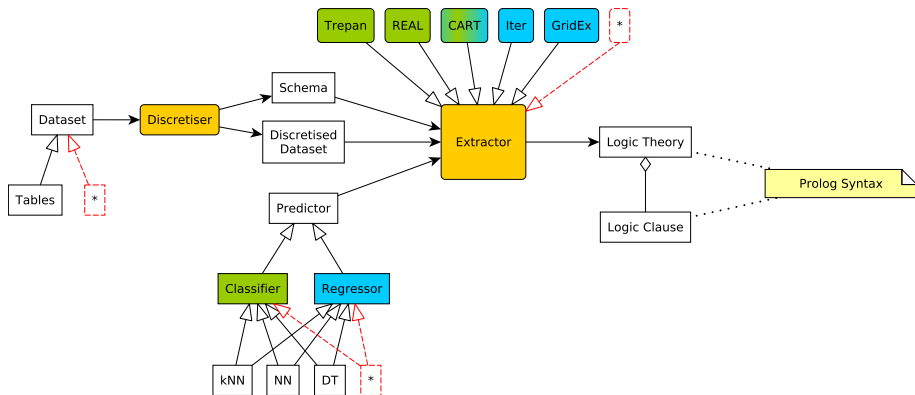 Trepan
REAL
CART
Iter
GridEx
*
Schema
Dataset
Discretiser
Discretised
Dataset
Extractor
Logic Theory
Tables
*
Predictor
Prolog Syntax
Logic Clause
Classifier
Regressor
kNN
NN
DT
*